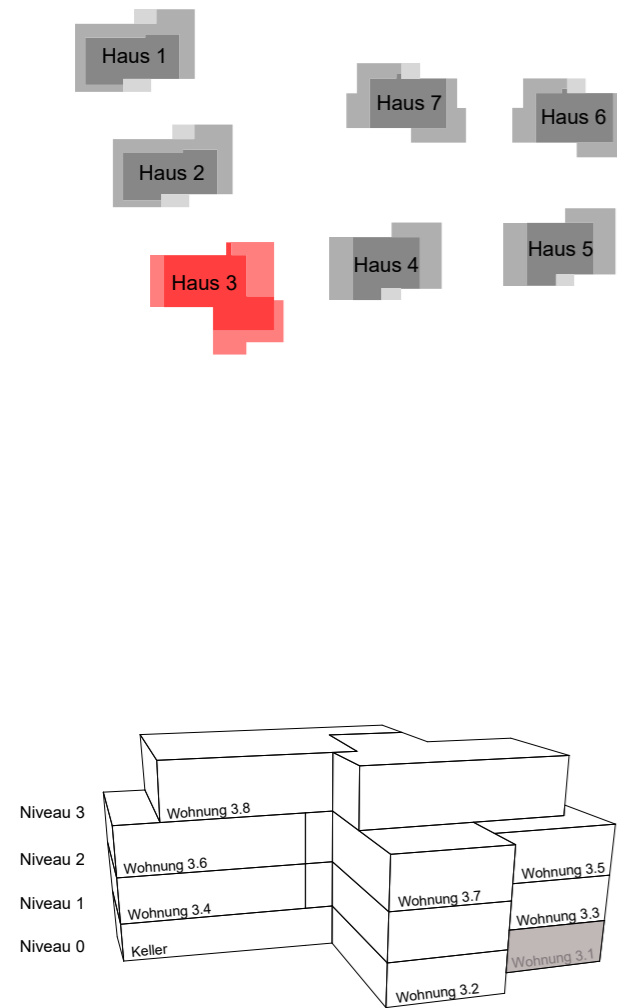 Haus 1
Haus 7
Haus 6
Haus 2
Haus 3
Haus 4
Haus 5
Niveau 3
Wohnung 3.8
Niveau 2
Wohnung 3.6
Wohnung 3.5
Wohnung 3.7
Niveau 1
Wohnung 3.4
Wohnung 3.3
Niveau 0
Keller
Wohnung 3.1
Wohnung 3.2